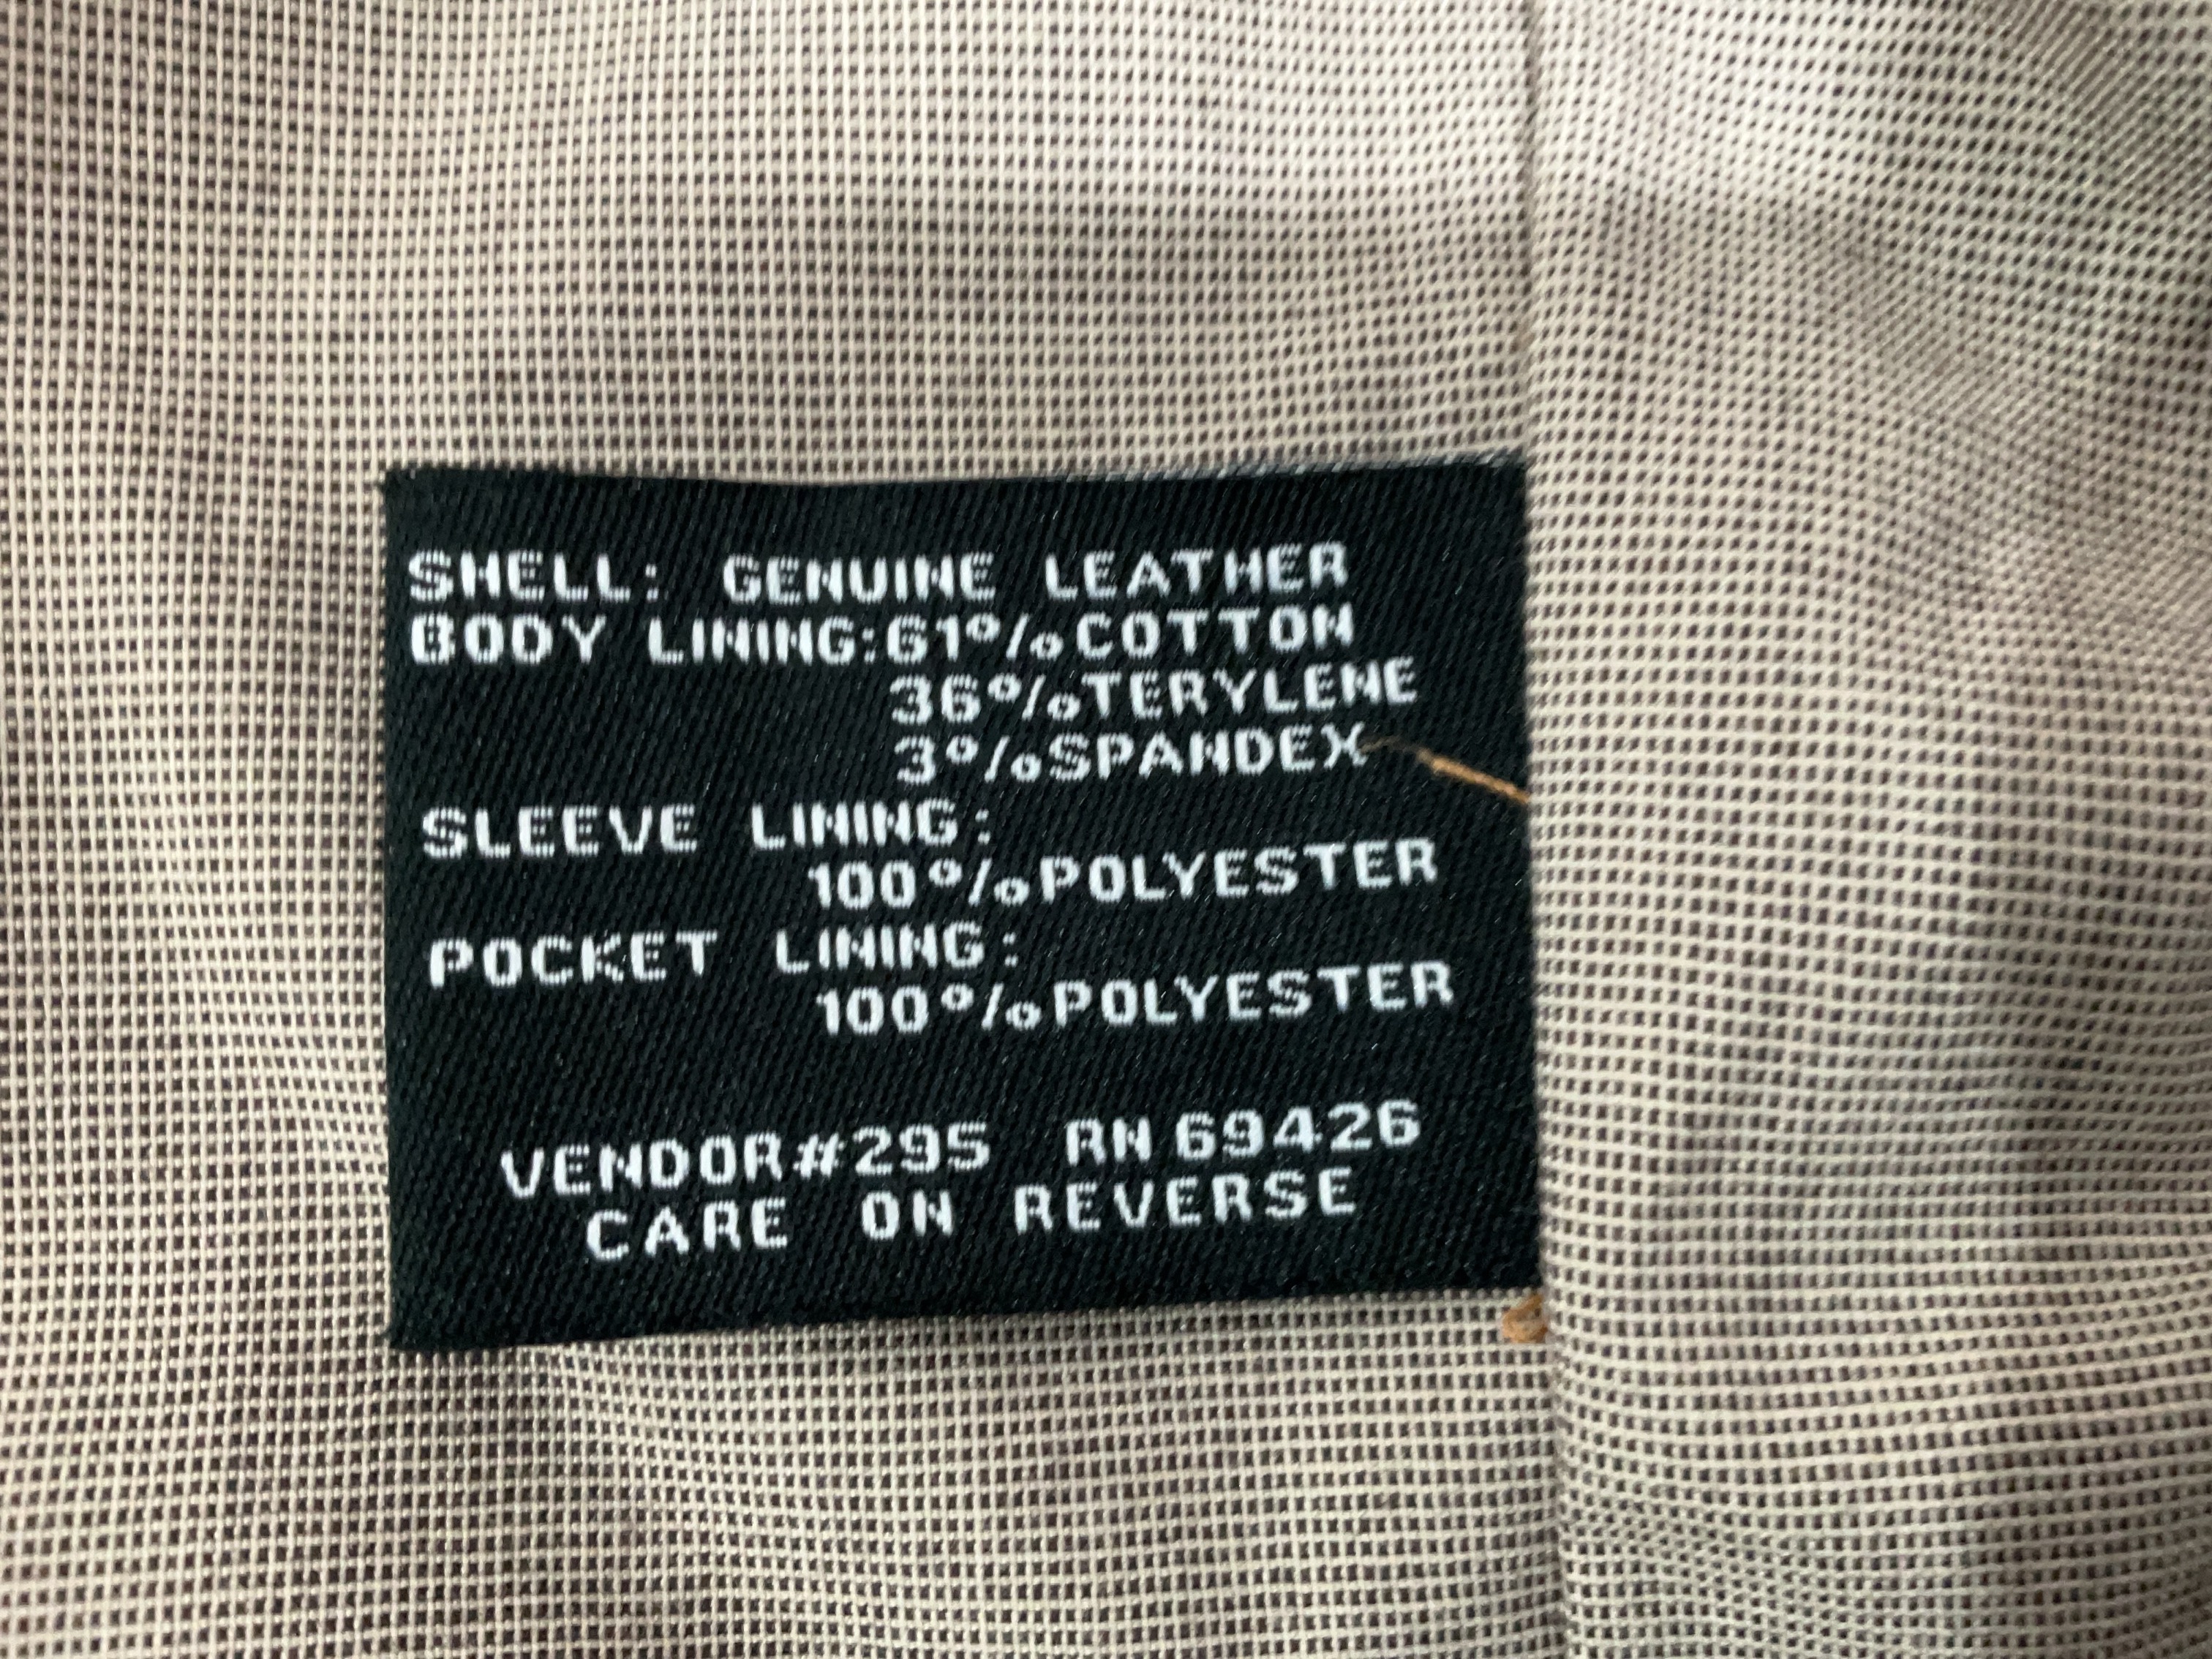 SHELL: GENUINE LEATHER
BODY LINING:61%COTTON
36%TERYLENE
3%SPANDEX
SLEEVE LINING:
100%POLYESTER
POCKET LINING:
100%POLYESTER
VENDOR#295 RN 69426
CARE ON REVERSE